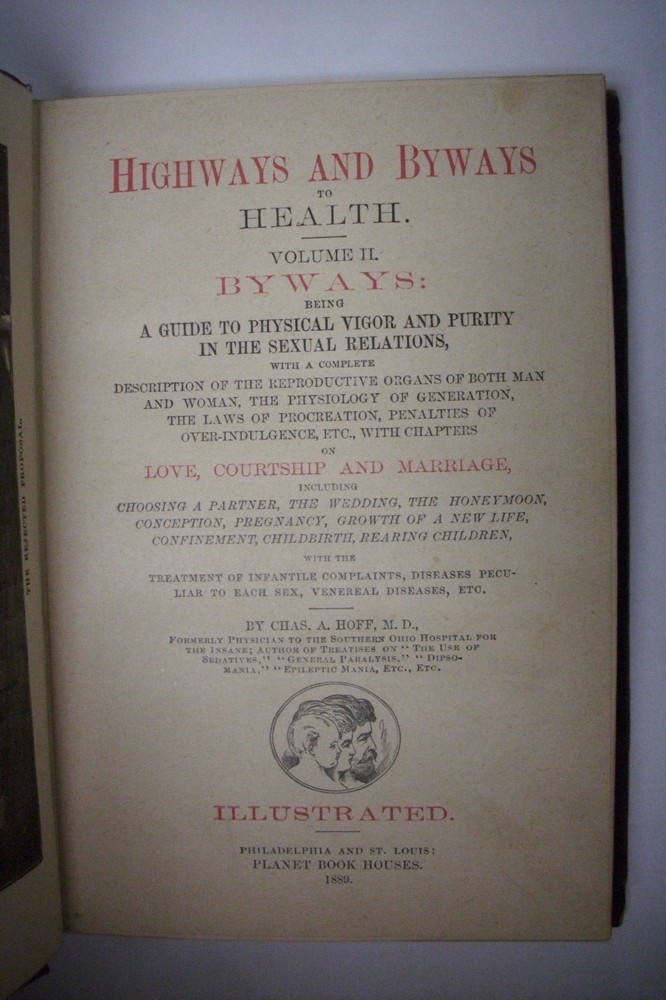 HIGHWAYS AND BYWAYS
TO
HEALTH.
VOLUME II.
BYWAYS:
BEING
A GUIDE TO PHYSICAL VIGOR AND PURITY
IN THE SEXUAL RELATIONS,
WITH A COMPLETE
DESCRIPTION OF THE REPRODUCTIVE ORGANS OF BOTH MAN
AND WOMAN, THE PHYSIOLOGY OF GENERATION,
THE LAWS OF PROCREATION, PENALTIES OF
OVER-INDULGENCE, ETC., WITH CHAPTERS
ON
LOVE, COURTSHIP AND MARRIAGE,
INCLUDING
CHOOSING A PARTNER, THE WEDDING, THE HONEYMOON,
CONCEPTION, PREGNANCY, GROWTH OF A NEW LIFE,
CONFINEMENT, CHILDBIRTH, REARING CHILDREN,
WITH THE
TREATMENT OF INFANTILE COMPLAINTS, DISEASES PECU-
LIAR TO EACH SEX, VENEREAL DISEASES, ETC.
BY CHAS. A. HOFF, M. D.,
FORMERLY PHYSICIAN TO THE SOUTHERN OHIO HOSPITAL FOR
THE INSANE; AUTHOR OF TREATISES ON "THE USE OF
SEDATIVES," "GENERAL PARALYSIS," "DIPSO-
MANIA," "EPILEPTIC MANIA, ETC., ETC.
ILLUSTRATED.
PHILADELPHIA AND ST. LOUIS:
PLANET BOOK HOUSES.
1889.
THE REJECTED PROPOSAL.